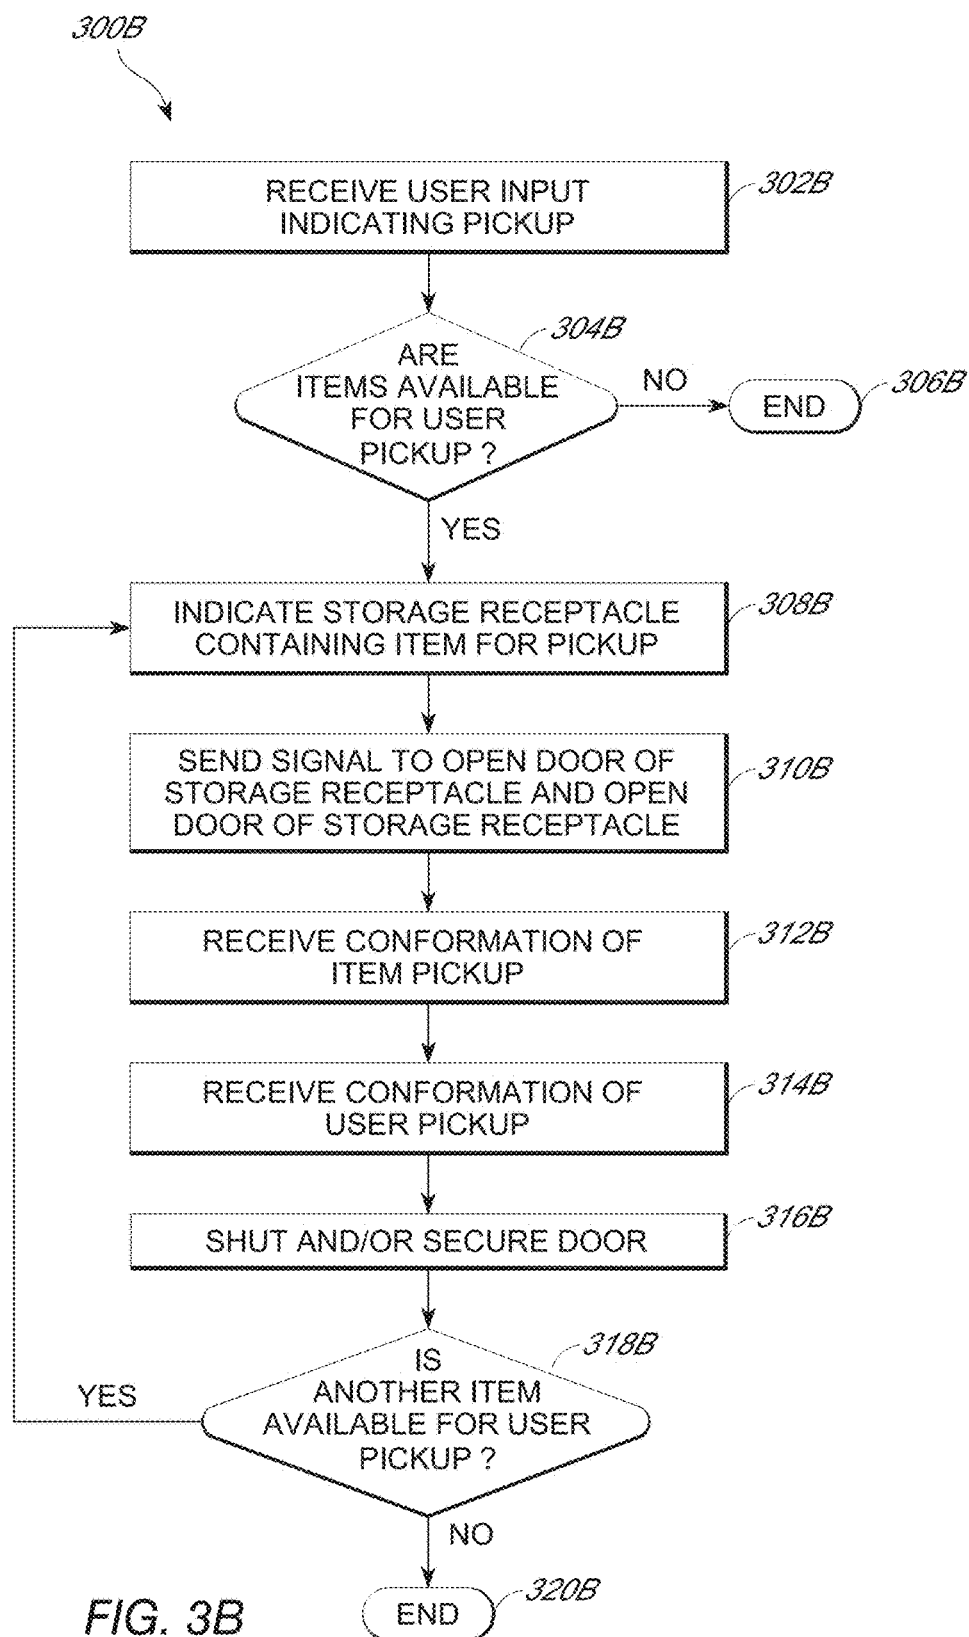 300B
RECEIVE USER INPUT
INDICATING PICKUP
302B
304B
ARE
ITEMS AVAILABLE
FOR USER
PICKUP ?
NO
END
306B
YES
INDICATE STORAGE RECEPTACLE
CONTAINING ITEM FOR PICKUP
308B
SEND SIGNAL TO OPEN DOOR OF
STORAGE RECEPTACLE AND OPEN
DOOR OF STORAGE RECEPTACLE
310B
RECEIVE CONFORMATION OF
ITEM PICKUP
312B
RECEIVE CONFORMATION OF
USER PICKUP
314B
SHUT AND/OR SECURE DOOR
316B
318B
IS
ANOTHER ITEM
AVAILABLE FOR USER
PICKUP ?
YES
NO
END
320B
FIG. 3B